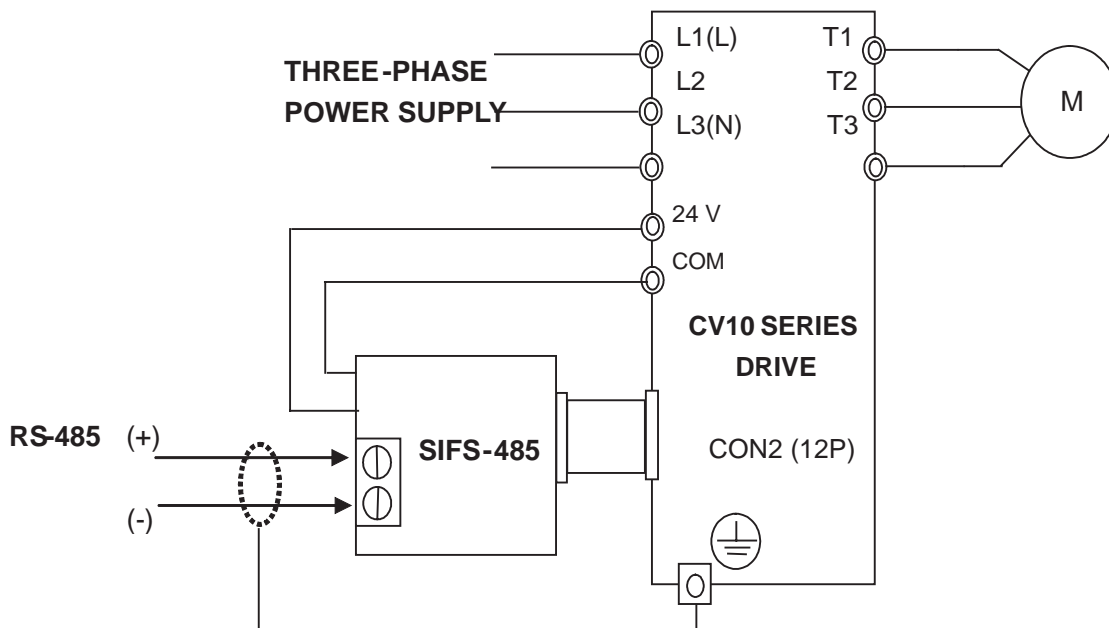 L1(L)
T1
THREE-PHASE
L2
T2
M
POWER SUPPLY
L3(N)
T3
24 V
COM
CV10 SERIES
DRIVE
RS-485 (+)
SIFS-485
CON2 (12P)
(-)